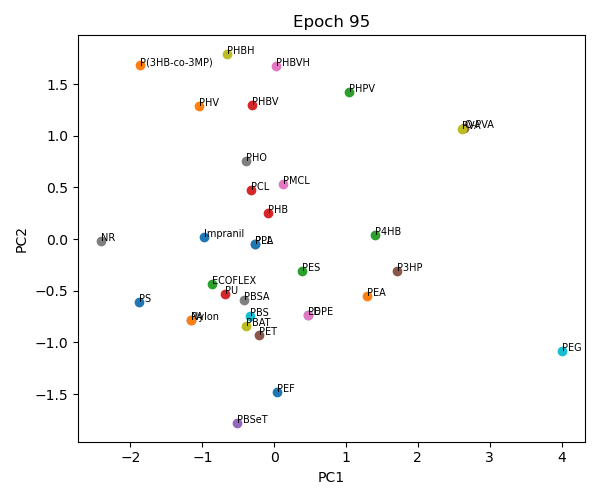 Epoch 95
PHBH
P(3HB-co-3MP)
PHBVH
PHPV
PHV
PHBV
O-PVA
PHO
PMCL
PCL
PHB
Impranil
P4HB
NR
PES
P3HP
ECOFLEX
PU
PEA
PBSA
PS
PBS
Nylon
PBAT
PET
PEG
PEF
PBSeT
1.5
1.0
0.5
0.0
−0.5
−1.0
−1.5
PC2
−2
−1
0
1
2
3
4
PC1